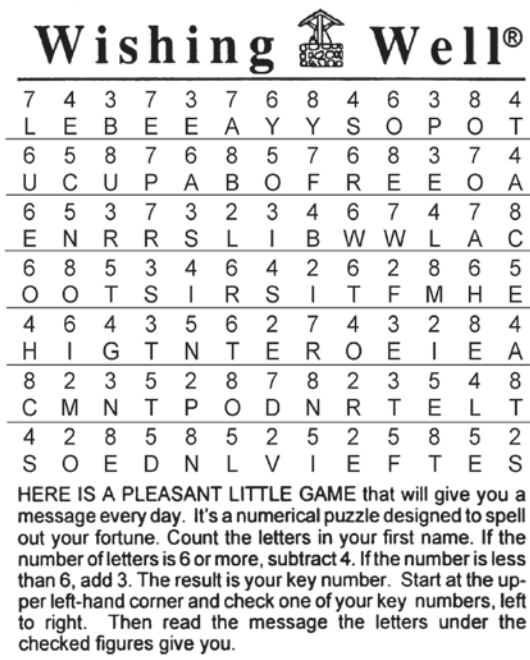 Wishing Well®
7 4 3 7 3 7 6 8 4 6 3 8 4
L E B E E A Y Y S O P O T
6 5 8 7 6 8 5 7 6 8 3 7 4
U C U P A B O F R E E O A
6 5 3 7 3 2 3 4 6 7 4 7 8
E N R R S L I B W W L A C
6 8 5 3 4 6 4 2 6 2 8 6 5
O O T S I R S I T F M H E
4 6 4 3 5 6 2 7 4 3 2 8 4
H I G T N T E R O E I E A
8 2 3 5 2 8 7 8 2 3 5 4 8
C M N T P O D N R T E L T
4 2 8 5 8 5 2 5 2 5 8 5 2
S O E D N L V I E F T E S
HERE IS A PLEASANT LITTLE GAME that will give you a
message every day. It's a numerical puzzle designed to spell
out your fortune. Count the letters in your first name. If the
number of letters is 6 or more, subtract 4. If the number is less
than 6, add 3. The result is your key number. Start at the up-
per left-hand corner and check one of your key numbers, left
to right. Then read the message the letters under the
checked figures give you.